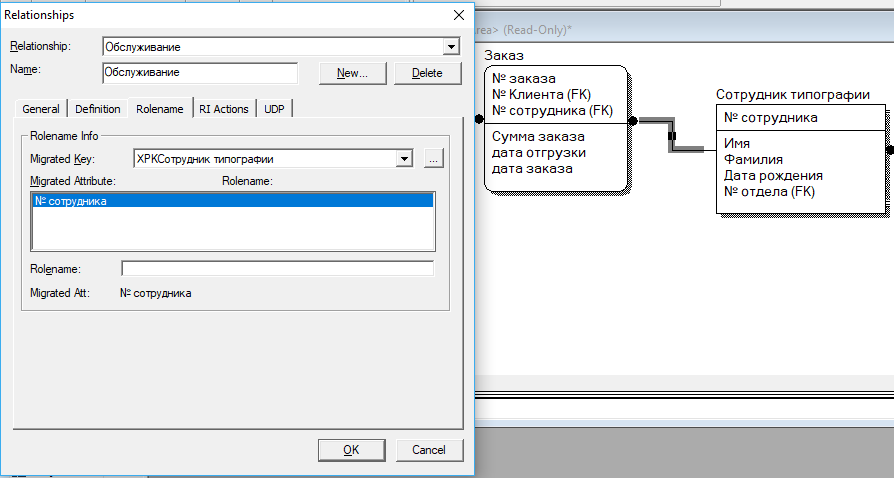 Relationships
Relationship:
Обслуживание
Name:
Обслуживание
New...
Delete
General
Definition
Rolename
RI Actions
UDP
Rolename Info
Migrated Key:
XPKСотрудник типографии
...
Migrated Attribute:
Rolename:
№ сотрудника
Rolename:
Migrated Att:
№ сотрудника
OK
Cancel
rea> (Read-Only)*
Заказ
№ заказа
№ Клиента (FK)
№ сотрудника (FK)
Сумма заказа
дата отгрузки
дата заказа
Сотрудник типографии
№ сотрудника
Имя
Фамилия
Дата рождения
№ отдела (FK)